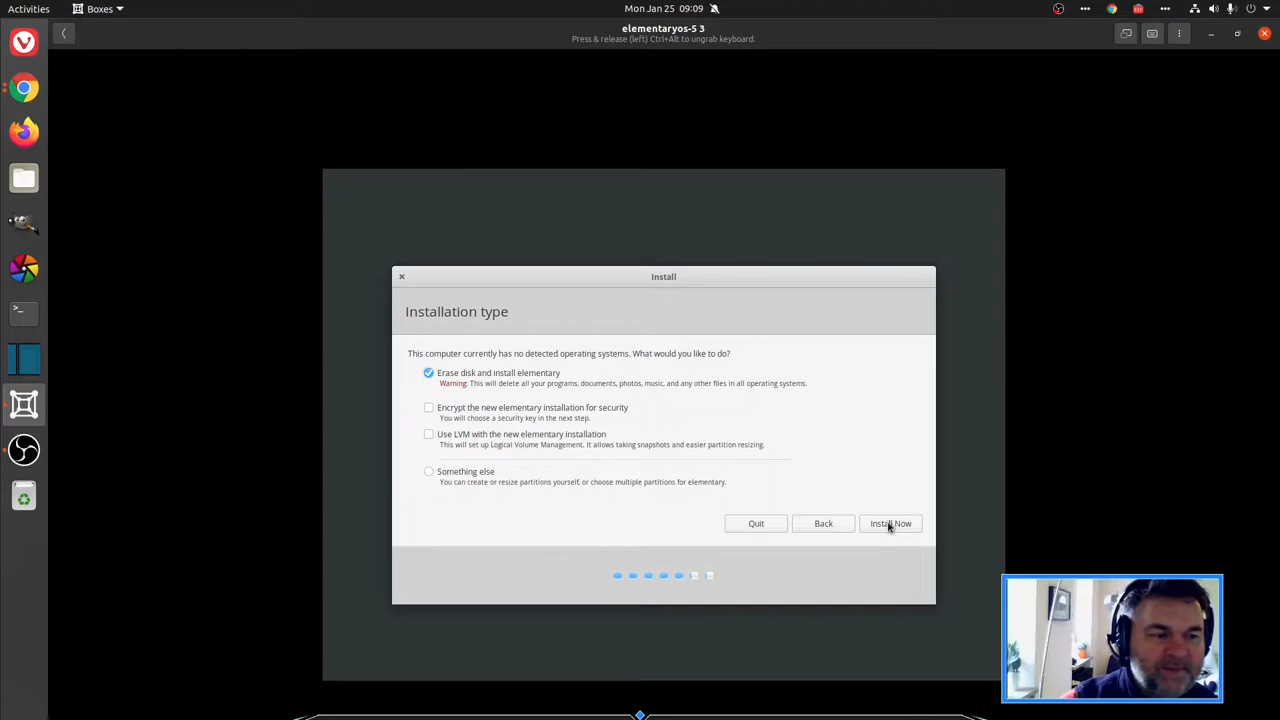 Activities
Boxes
Mon Jan 25 09:09
elementaryos-5 3
Press & release (left) Ctrl+Alt to ungrab keyboard.
Install
Installation type
This computer currently has no detected operating systems. What would you like to do?
Erase disk and install elementary
Warning: This will delete all your programs, documents, photos, music, and any other files in all operating systems.
Encrypt the new elementary installation for security
You will choose a security key in the next step.
Use LVM with the new elementary installation
This will set up Logical Volume Management. It allows taking snapshots and easier partition resizing.
Something else
You can create or resize partitions yourself, or choose multiple partitions for elementary.
Quit
Back
Install Now